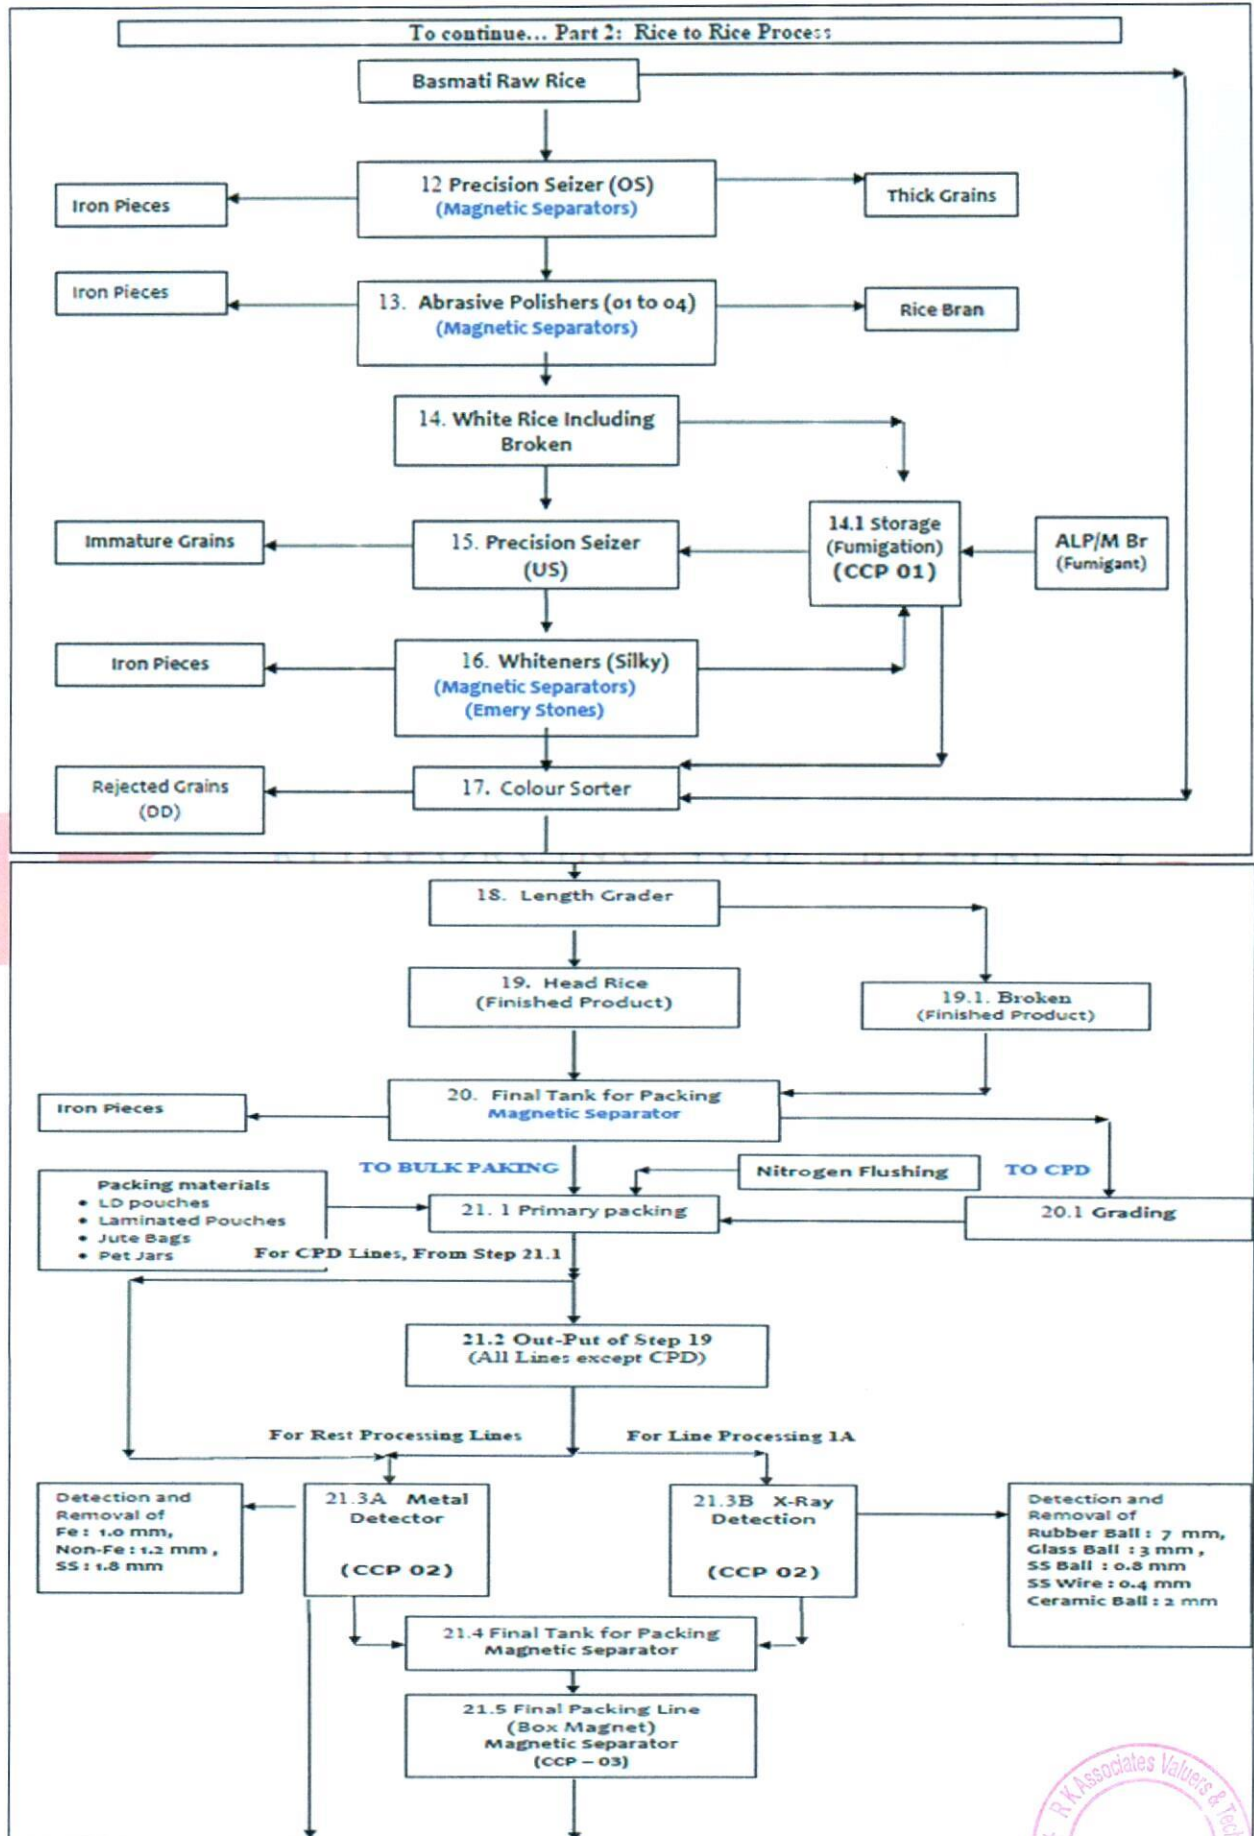 To continue... Part 2: Rice to Rice Process
Basmati Raw Rice
12 Precision Seizer (OS)
(Magnetic Separators)
Iron Pieces
Thick Grains
Iron Pieces
13. Abrasive Polishers (01 to 04)
(Magnetic Separators)
Rice Bran
14. White Rice Including
Broken
Immature Grains
15. Precision Seizer
(US)
14.1 Storage
(Fumigation)
(CCP 01)
ALP/M Br
(Fumigant)
Iron Pieces
16. Whiteners (Silky)
(Magnetic Separators)
(Emery Stones)
Rejected Grains
(DD)
17. Colour Sorter
18. Length Grader
19. Head Rice
(Finished Product)
19.1. Broken
(Finished Product)
Iron Pieces
20. Final Tank for Packing
Magnetic Separator
TO BULK PAKING
Nitrogen Flushing
TO CPD
Packing materials
• LD pouches
• Laminated Pouches
• Jute Bags
• Pet Jars
21. 1 Primary packing
20.1 Grading
For CPD Lines, From Step 21.1
21.2 Out-Put of Step 19
(All Lines except CPD)
For Rest Processing Lines
For Line Processing 1A
Detection and
Removal of
Fe : 1.0 mm,
Non-Fe : 1.2 mm ,
SS : 1.8 mm
21.3A Metal
Detector
(CCP 02)
21.3B X-Ray
Detection
(CCP 02)
Detection and
Removal of
Rubber Ball : 7 mm,
Glass Ball : 3 mm ,
SS Ball : 0.8 mm
SS Wire : 0.4 mm
Ceramic Ball : 2 mm
21.4 Final Tank for Packing
Magnetic Separator
21.5 Final Packing Line
(Box Magnet)
Magnetic Separator
(CCP – 03)
R K Associates Valuers &